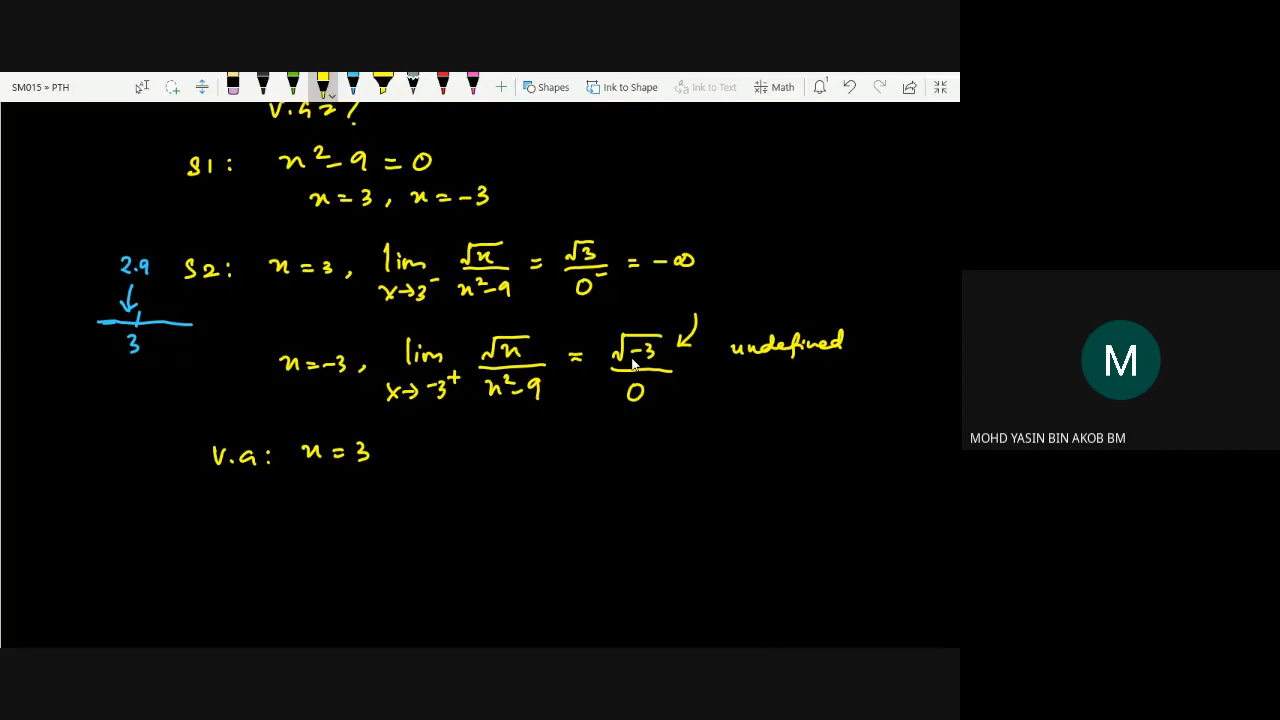 SM015 » PTH
Shapes
Ink to Shape
Ink to Text
Math
1
V.a = ?
S1 : x² − 9 = 0
x = 3 , x = −3
2.9
3
S2 : x = 3 , lim x→3⁻ √x / x²−9 = √3 / 0⁻ = −∞
x = −3 , lim x→−3⁺ √x / x²−9 = √−3 / 0 undefined
V.a : x = 3
M
MOHD YASIN BIN AKOB BM